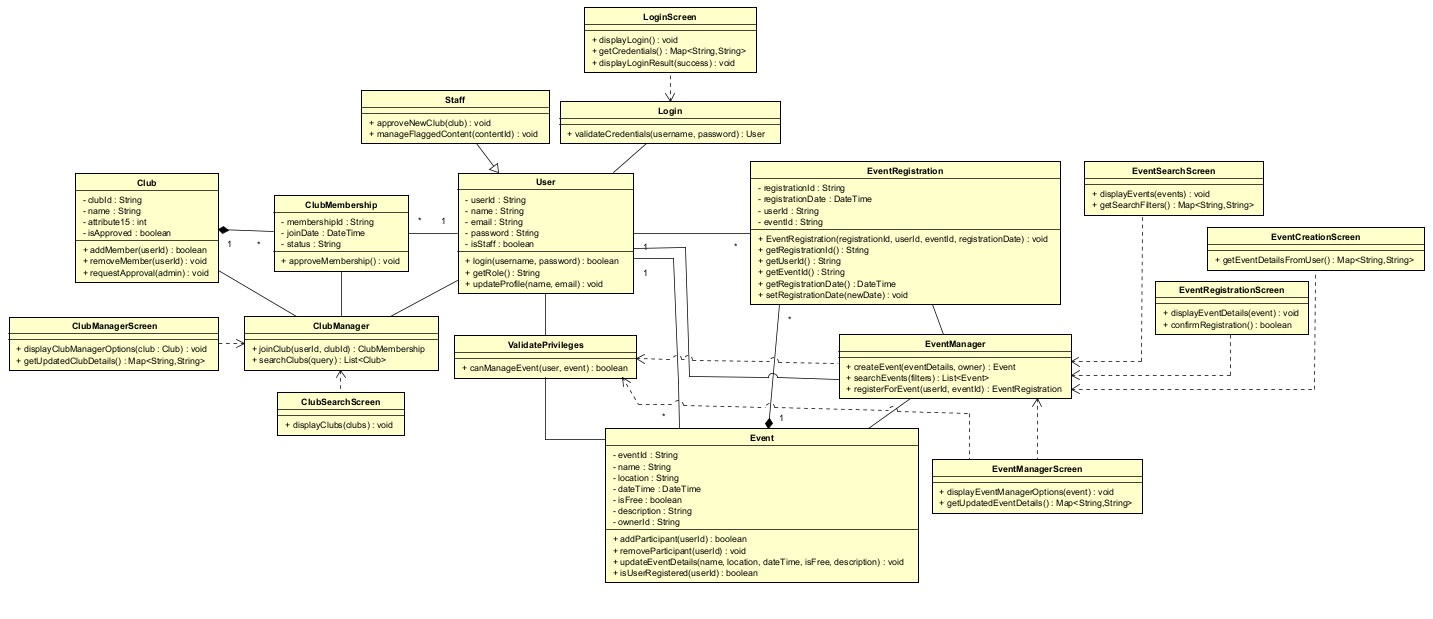 LoginScreen
+ displayLogin() : void
+ getCredentials() : Map<String,String>
+ displayLoginResult(success) : void
Staff
+ approveNewClub(club) : void
+ manageFlaggedContent(contentId) : void
Login
+ validateCredentials(username, password) : User
Club
- clubId : String
- name : String
- attribute15 : int
- isApproved : boolean
+ addMember(userId) : boolean
+ removeMember(userId) : void
+ requestApproval(admin) : void
1
*
ClubMembership
- membershipId : String
- joinDate : DateTime
- status : String
+ approveMembership() : void
*
1
User
- userId : String
- name : String
- email : String
- password : String
- isStaff : boolean
+ login(username, password) : boolean
+ getRole() : String
+ updateProfile(name, email) : void
1
*
1
EventRegistration
- registrationId : String
- registrationDate : DateTime
- userId : String
- eventId : String
+ EventRegistration(registrationId, userId, eventId, registrationDate) : void
+ getRegistrationId() : String
+ getUserId() : String
+ getEventId() : String
+ getRegistrationDate() : DateTime
+ setRegistrationDate(newDate) : void
*
EventSearchScreen
+ displayEvents(events) : void
+ getSearchFilters() : Map<String,String>
EventCreationScreen
+ getEventDetailsFromUser() : Map<String,String>
EventRegistrationScreen
+ displayEventDetails(event) : void
+ confirmRegistration() : boolean
ClubManagerScreen
+ displayClubManagerOptions(club : Club) : void
+ getUpdatedClubDetails() : Map<String,String>
ClubManager
+ joinClub(userId, clubId) : ClubMembership
+ searchClubs(query) : List<Club>
ValidatePrivileges
+ canManageEvent(user, event) : boolean
EventManager
+ createEvent(eventDetails, owner) : Event
+ searchEvents(filters) : List<Event>
+ registerForEvent(userId, eventId) : EventRegistration
ClubSearchScreen
+ displayClubs(clubs) : void
*
1
Event
- eventId : String
- name : String
- location : String
- dateTime : DateTime
- isFree : boolean
- description : String
- ownerId : String
+ addParticipant(userId) : boolean
+ removeParticipant(userId) : void
+ updateEventDetails(name, location, dateTime, isFree, description) : void
+ isUserRegistered(userId) : boolean
EventManagerScreen
+ displayEventManagerOptions(event) : void
+ getUpdatedEventDetails() : Map<String,String>